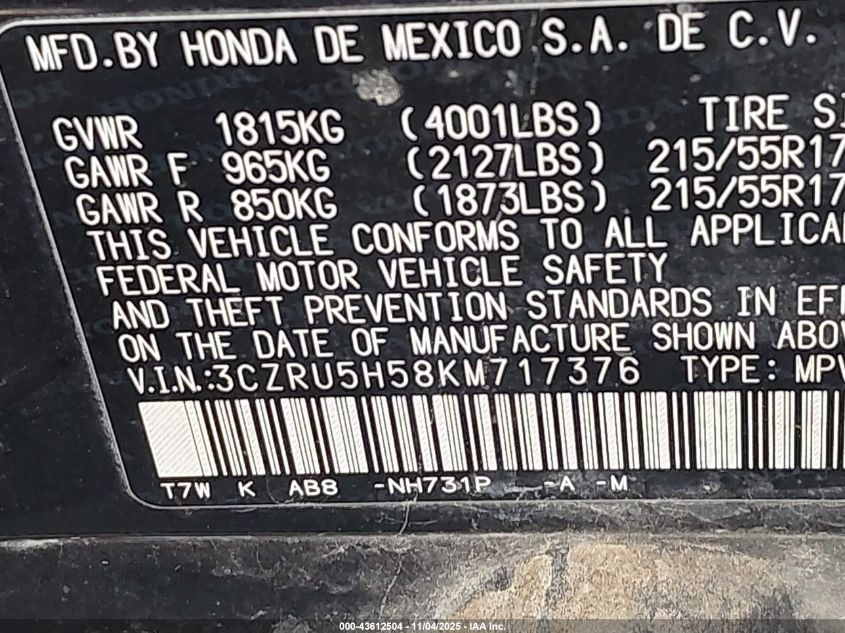 MFD.BY HONDA DE MEXICO S.A. DE C.V.
GVWR 1815KG (4001LBS) TIRE SI
GAWR F 965KG (2127LBS) 215/55R17
GAWR R 850KG (1873LBS) 215/55R17
THIS VEHICLE CONFORMS TO ALL APPLICA
FEDERAL MOTOR VEHICLE SAFETY
AND THEFT PREVENTION STANDARDS IN EFF
ON THE DATE OF MANUFACTURE SHOWN ABO
V.I.N.:3CZRU5H58KM717376 TYPE: MPV
T7W K AB8 -NH731P -A -M
000-43612504 - 11/04/2025 - IAA Inc.